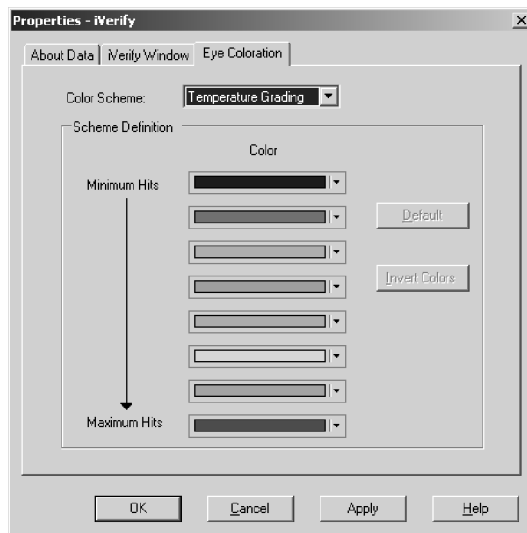 Properties - iVerify
About Data iVerify Window Eye Coloration
Color Scheme: Temperature Grading
Scheme Definition
Color
Minimum Hits
Default
Invert Colors
Maximum Hits
OK Cancel Apply Help